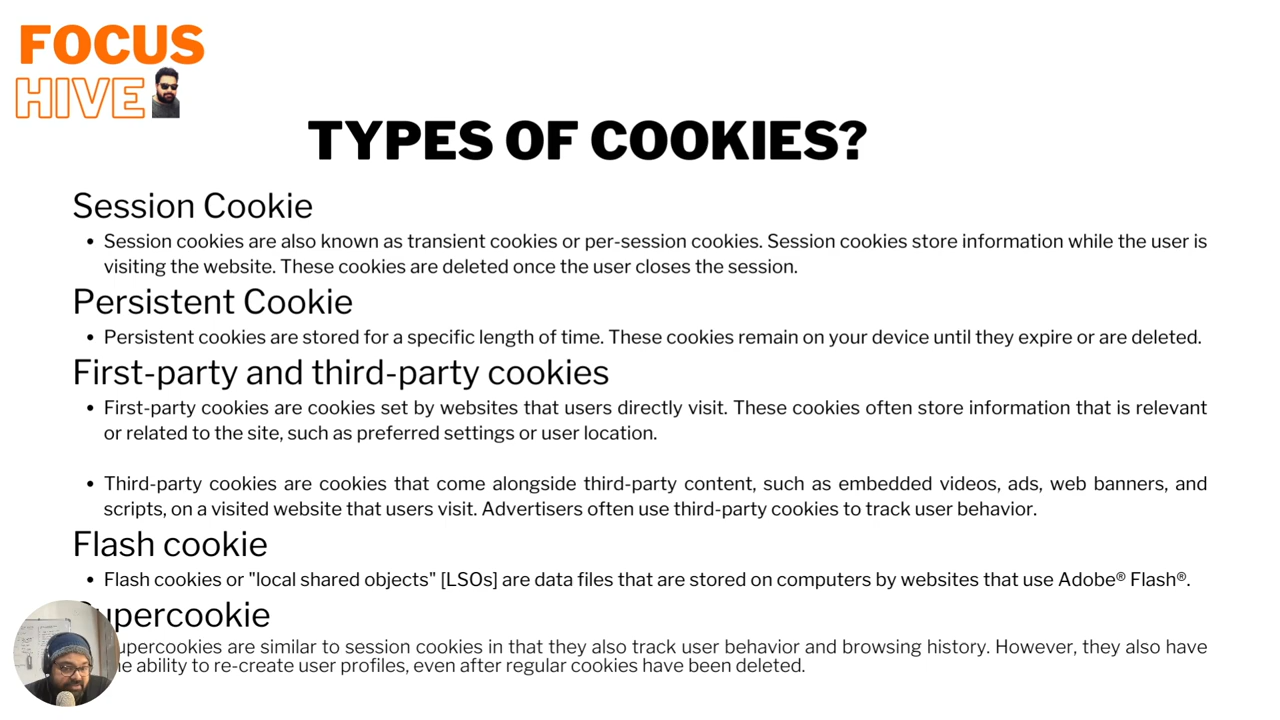 FOCUS
HIVE
TYPES OF COOKIES?
Session Cookie
• Session cookies are also known as transient cookies or per-session cookies. Session cookies store information while the user is
visiting the website. These cookies are deleted once the user closes the session.
Persistent Cookie
• Persistent cookies are stored for a specific length of time. These cookies remain on your device until they expire or are deleted.
First-party and third-party cookies
• First-party cookies are cookies set by websites that users directly visit. These cookies often store information that is relevant
or related to the site, such as preferred settings or user location.
• Third-party cookies are cookies that come alongside third-party content, such as embedded videos, ads, web banners, and
scripts, on a visited website that users visit. Advertisers often use third-party cookies to track user behavior.
Flash cookie
• Flash cookies or "local shared objects" [LSOs] are data files that are stored on computers by websites that use Adobe® Flash®.
Supercookie
upercookies are similar to session cookies in that they also track user behavior and browsing history. However, they also have
he ability to re-create user profiles, even after regular cookies have been deleted.